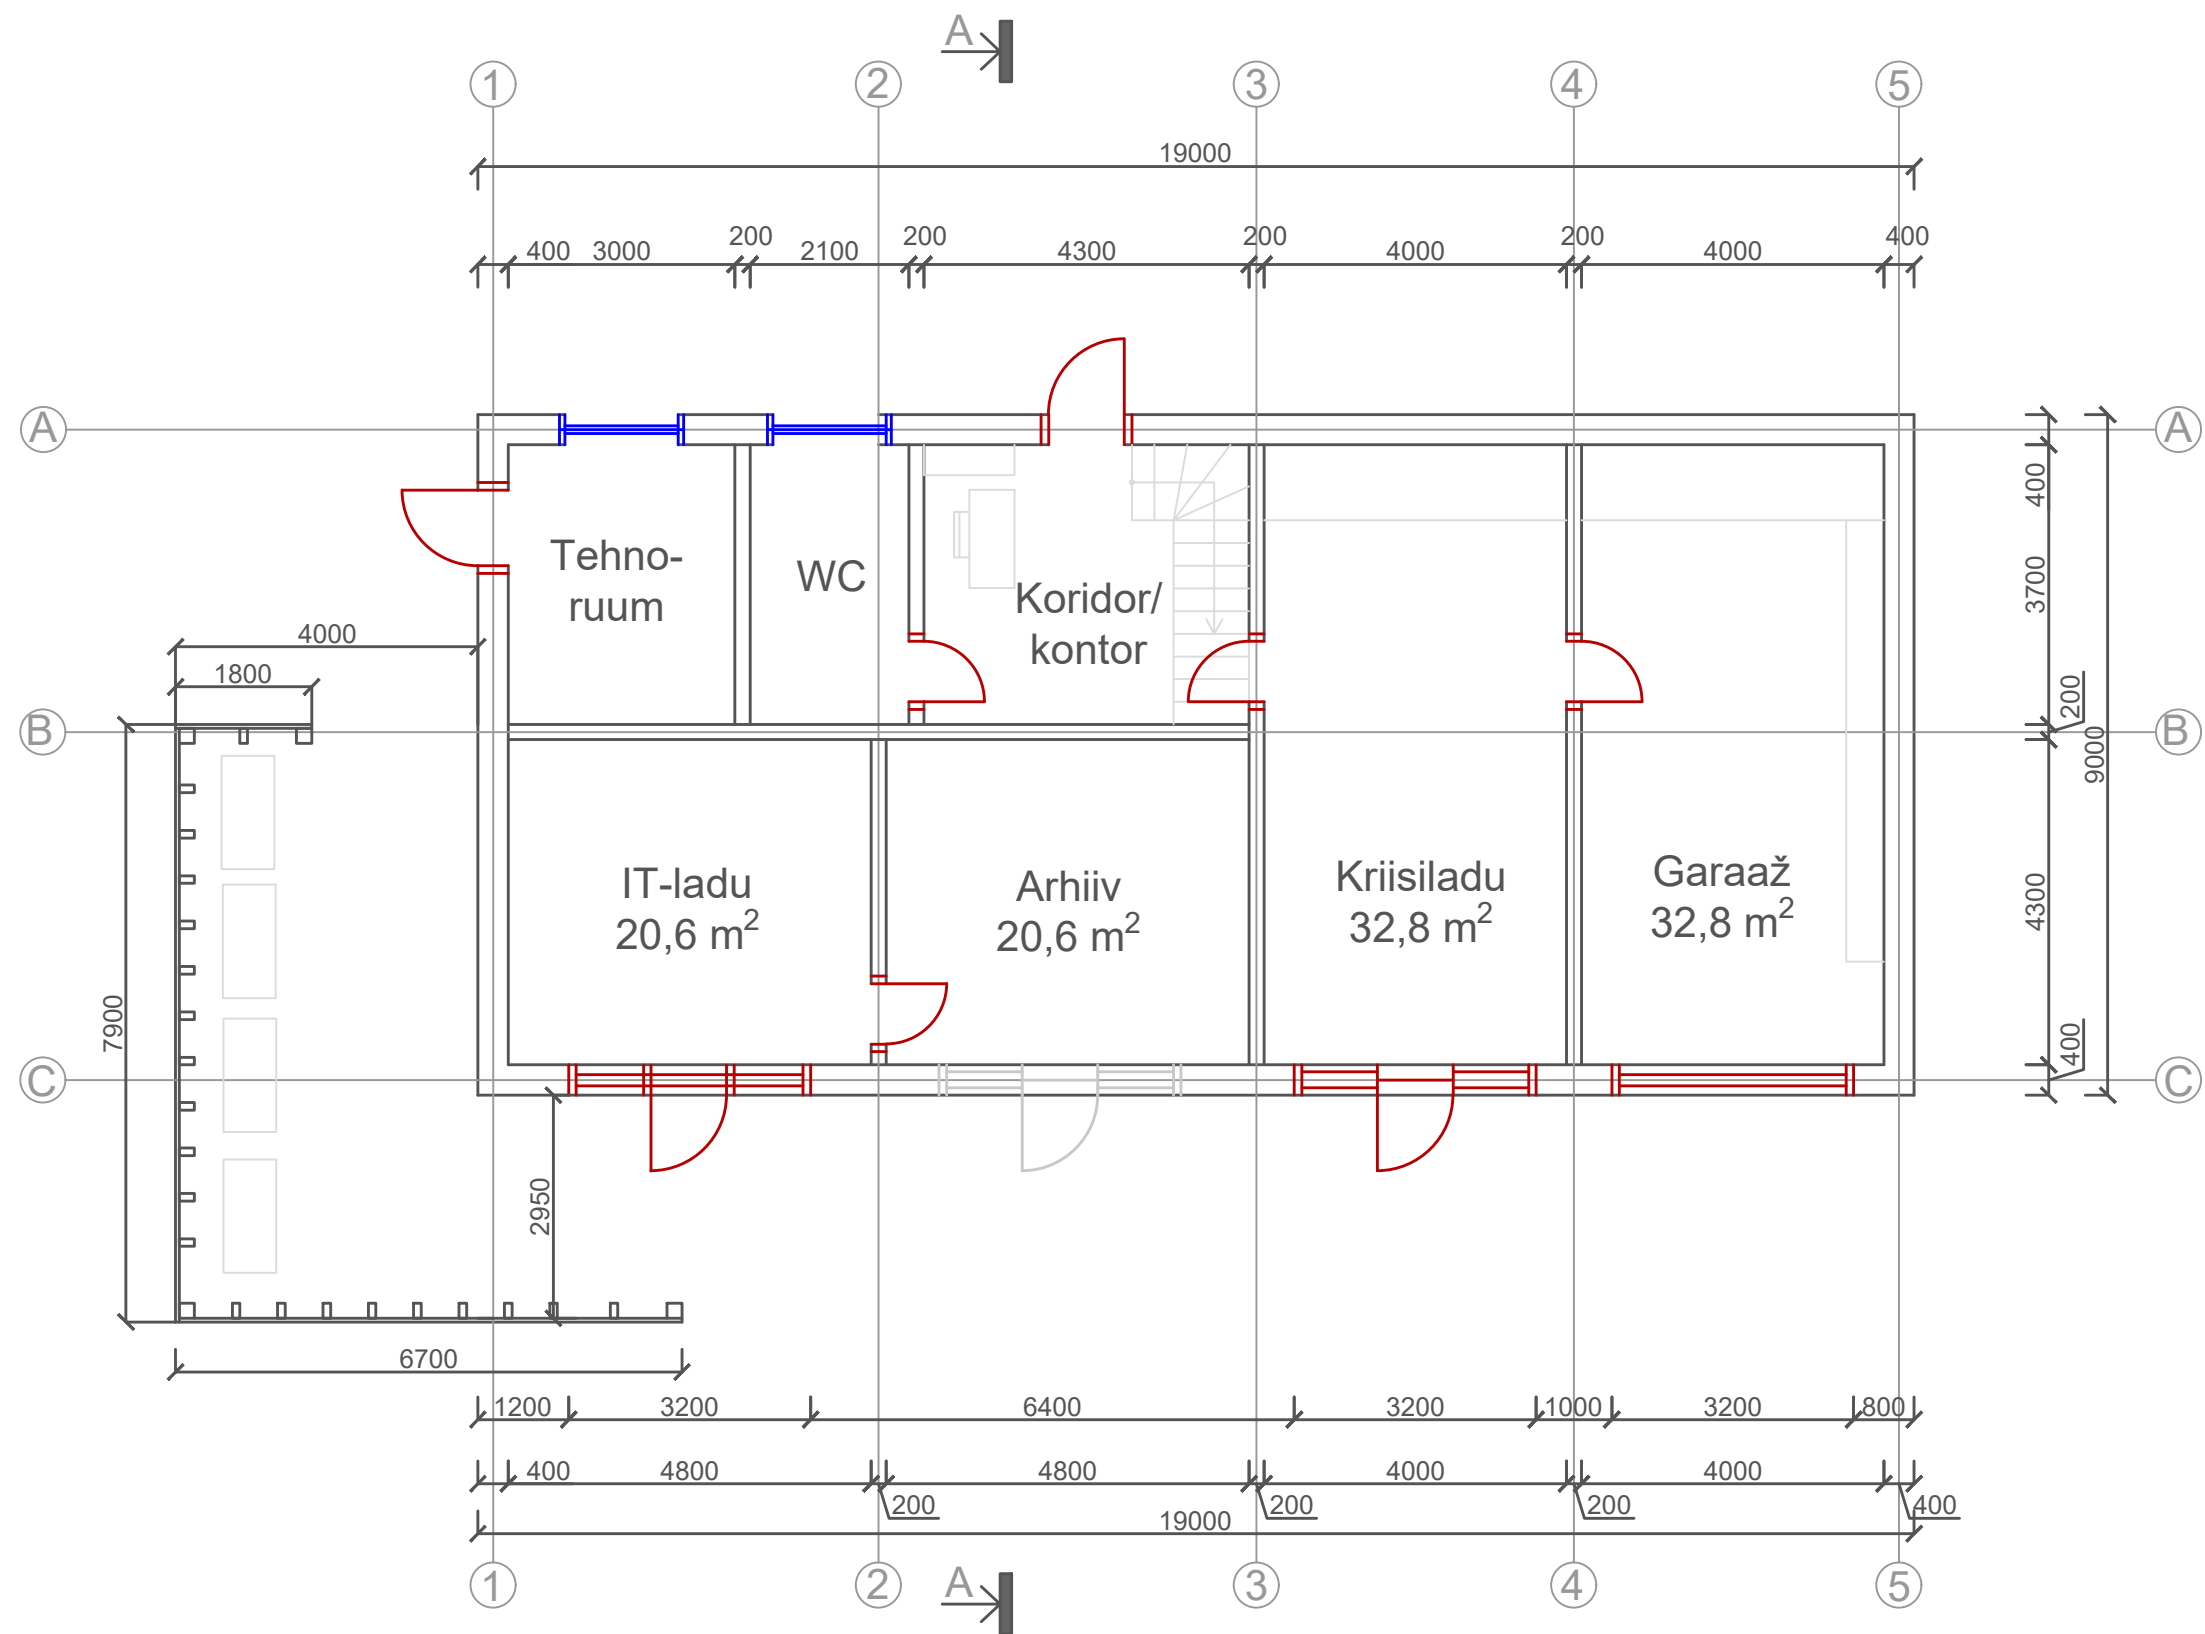 A
1 2 3 4 5
19000
400 3000 200 2100 200 4300 200 4000 200 4000 400
A A
400
Tehno-
ruum
WC
Koridor/
kontor
3700
4000
1800
200
B B
9000
IT-ladu
20,6 m²
Arhiiv
20,6 m²
Kriisiladu
32,8 m²
Garaaž
32,8 m²
4300
7900
400
C C
2950
6700
1200 3200 6400 3200 1000 3200 800
400 4800 4800 4000 4000
200 200 200 400
19000
1 2 A 3 4 5